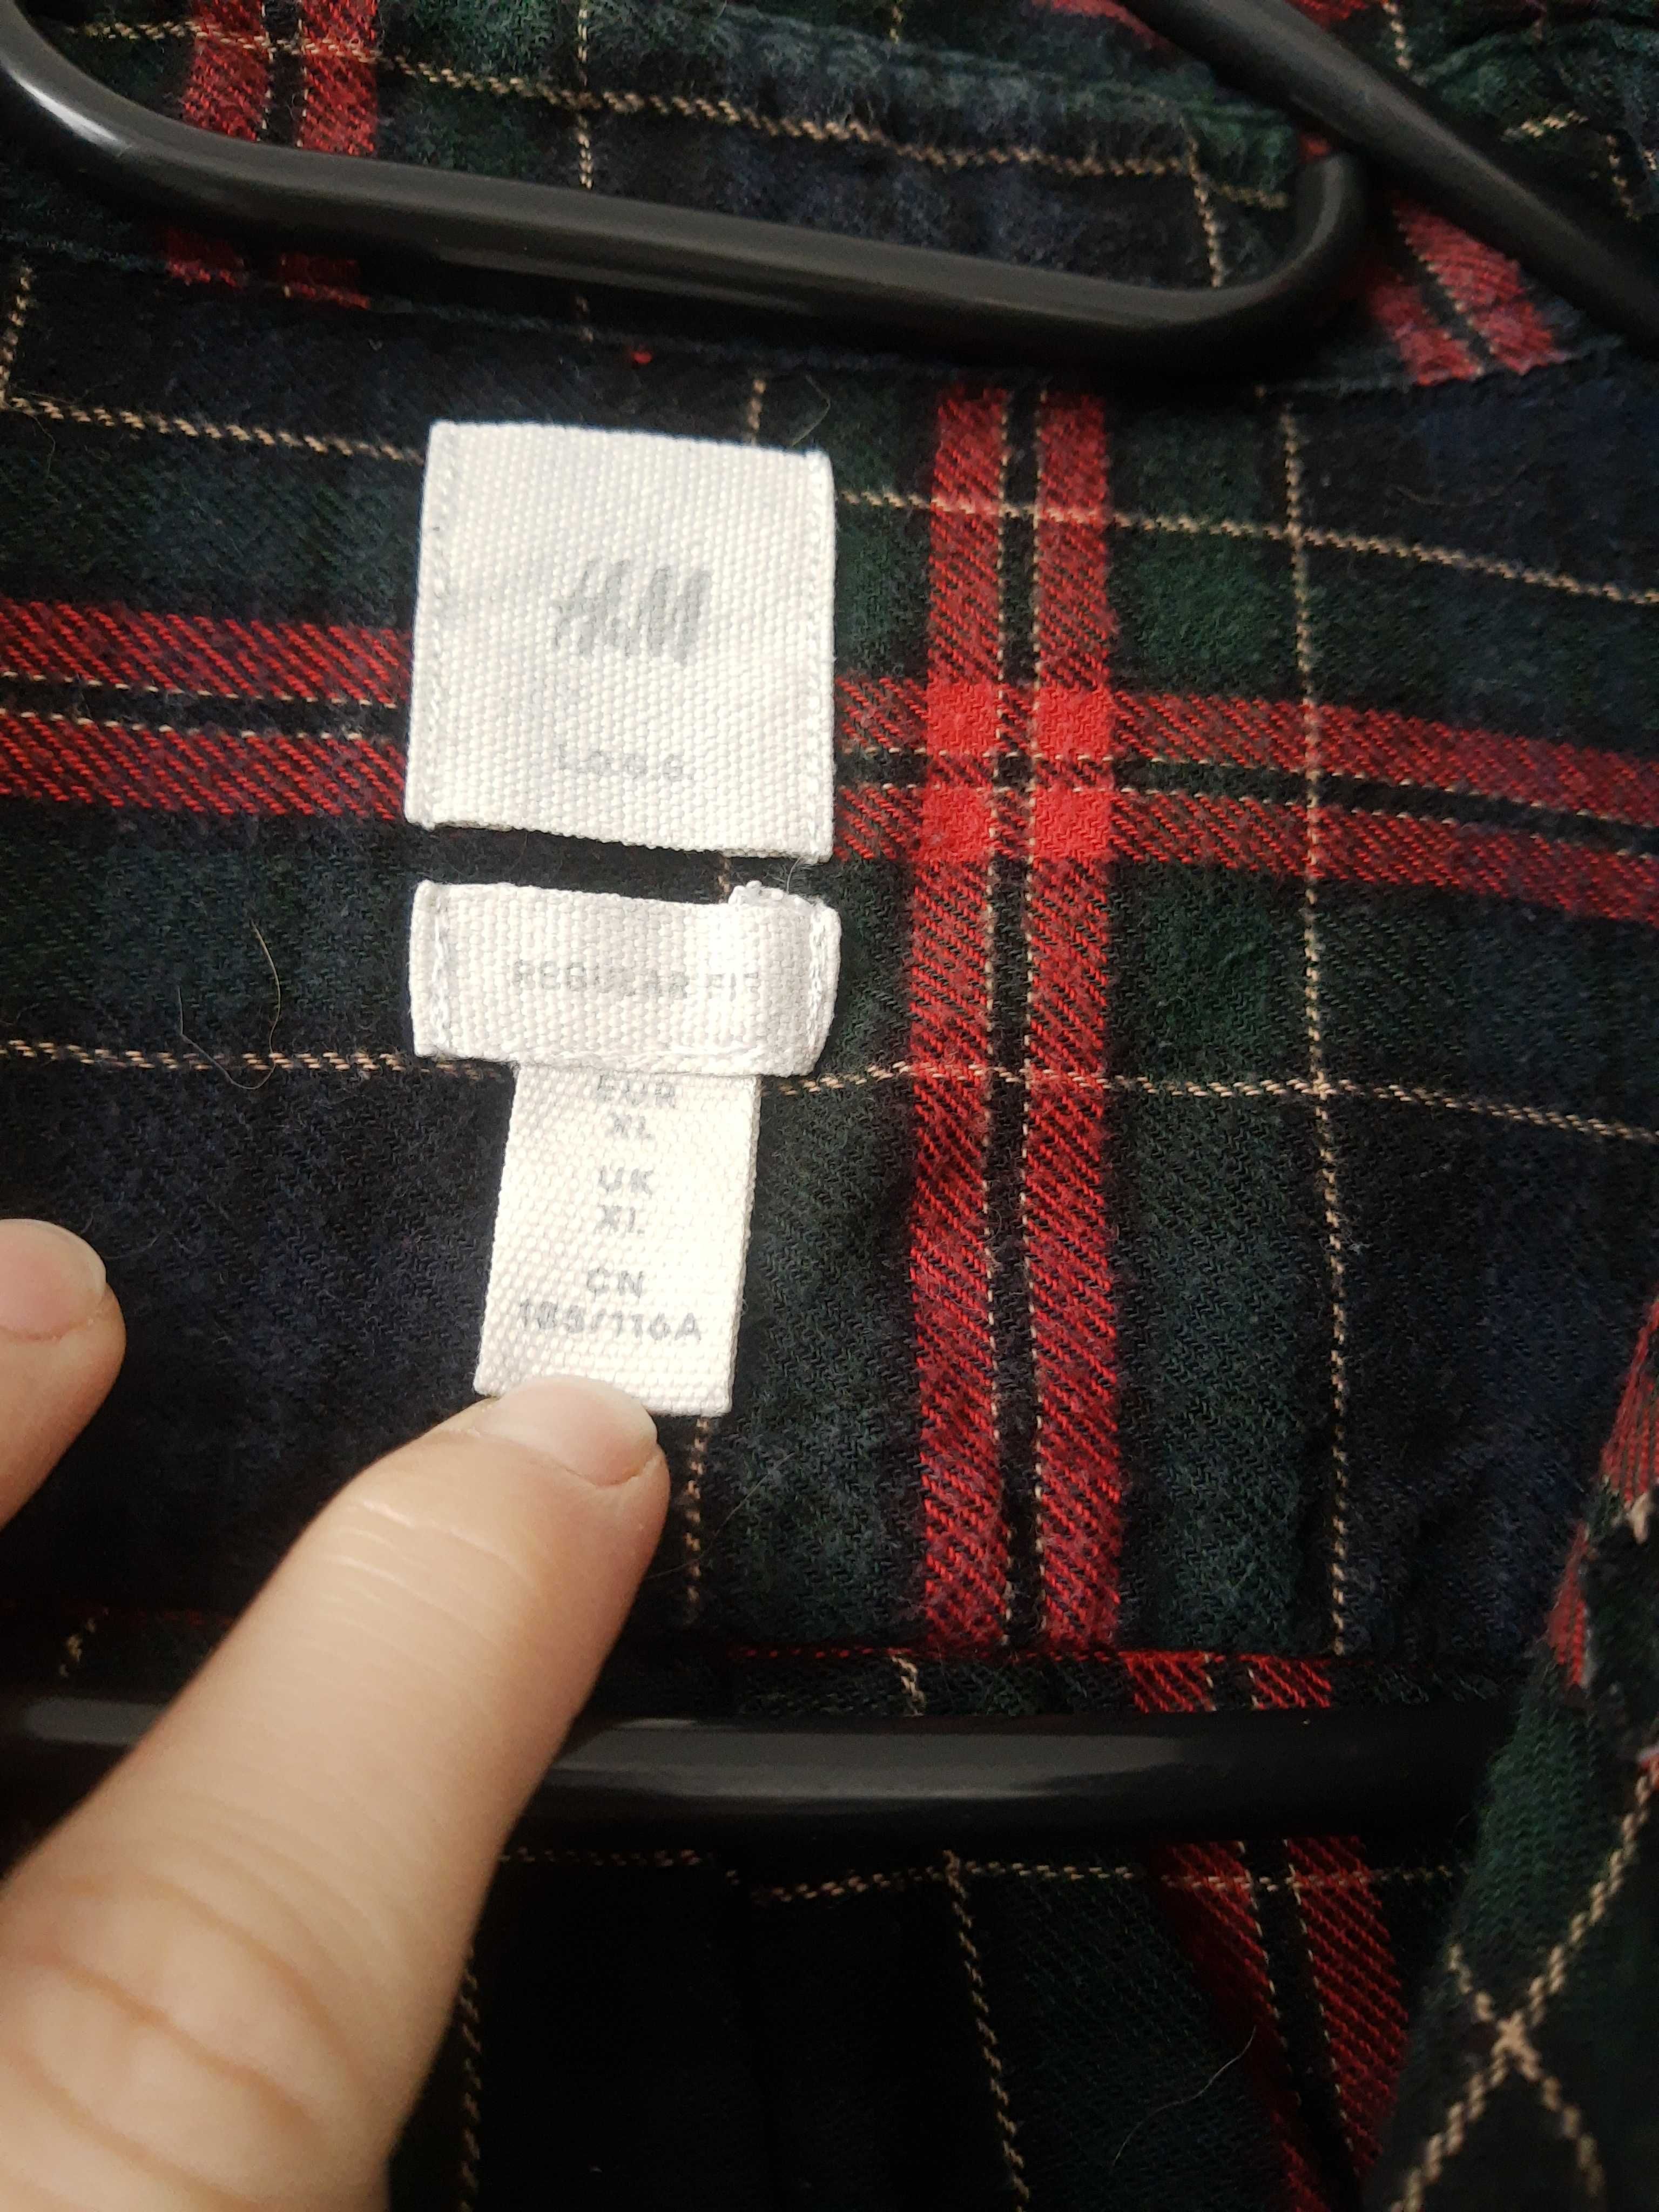 H&M
L.O.G.G.
REGULAR FIT
EUR
XL
UK
XL
CN
185/116A